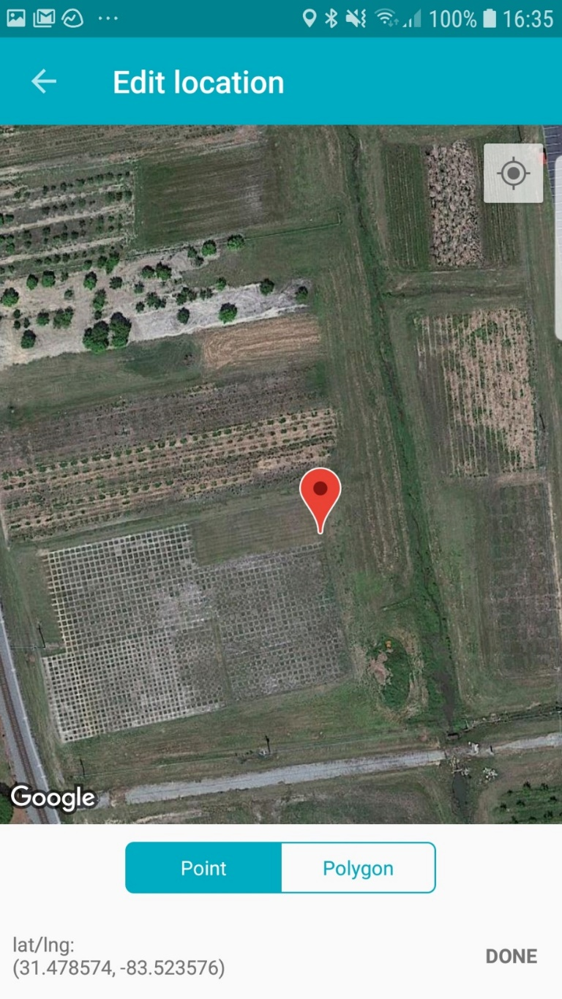 100% 16:35
Edit location
Google
Point Polygon
lat/lng:
(31.478574, -83.523576)
DONE